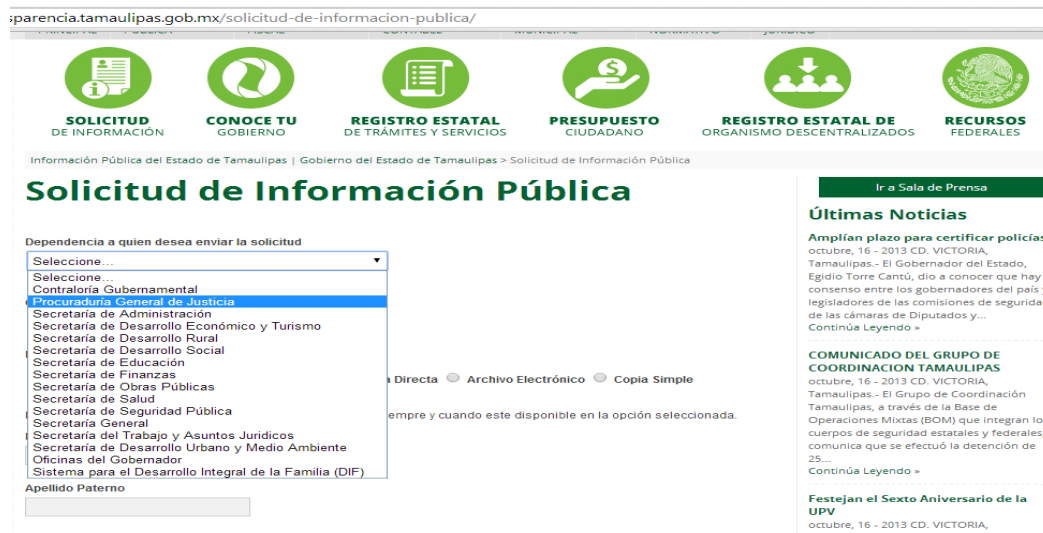 sparencia.tamaulipas.gob.mx/solicitud-de-informacion-publica/
PRINCIPAL PÚBLICA FISCAL CONTABLE MUNICIPAL NORMATIVO JURÍDICO
SOLICITUD
DE INFORMACIÓN
CONOCE TU
GOBIERNO
REGISTRO ESTATAL
DE TRÁMITES Y SERVICIOS
PRESUPUESTO
CIUDADANO
REGISTRO ESTATAL DE
ORGANISMO DESCENTRALIZADOS
RECURSOS
FEDERALES
Información Pública del Estado de Tamaulipas | Gobierno del Estado de Tamaulipas > Solicitud de Información Pública
Solicitud de Información Pública
Dependencia a quien desea enviar la solicitud
Seleccione...
Seleccione...
Contraloría Gubernamental
Procuraduría General de Justicia
Secretaría de Administración
Secretaría de Desarrollo Económico y Turismo
Secretaría de Desarrollo Rural
Secretaría de Desarrollo Social
Secretaría de Educación
Secretaría de Finanzas
Secretaría de Obras Públicas
Secretaría de Salud
Secretaría de Seguridad Pública
Secretaría General
Secretaría del Trabajo y Asuntos Juridicos
Secretaría de Desarrollo Urbano y Medio Ambiente
Oficinas del Gobernador
Sistema para el Desarrollo Integral de la Familia (DIF)
a Directa Archivo Electrónico Copia Simple
empre y cuando este disponible en la opción seleccionada.
Apellido Paterno
Ir a Sala de Prensa
Últimas Noticias
Amplían plazo para certificar policías
octubre, 16 - 2013 CD. VICTORIA,
Tamaulipas.- El Gobernador del Estado,
Egidio Torre Cantú, dio a conocer que hay
consenso entre los gobernadores del país y
legisladores de las comisiones de segurida
de las cámaras de Diputados y...
Continúa Leyendo »
COMUNICADO DEL GRUPO DE
COORDINACION TAMAULIPAS
octubre, 16 - 2013 CD. VICTORIA,
Tamaulipas.- El Grupo de Coordinación
Tamaulipas, a través de la Base de
Operaciones Mixtas (BOM) que integran lo
cuerpos de seguridad estatales y federales,
comunica que se efectuó la detención de
25...
Continúa Leyendo »
Festejan el Sexto Aniversario de la
UPV
octubre, 16 - 2013 CD. VICTORIA,